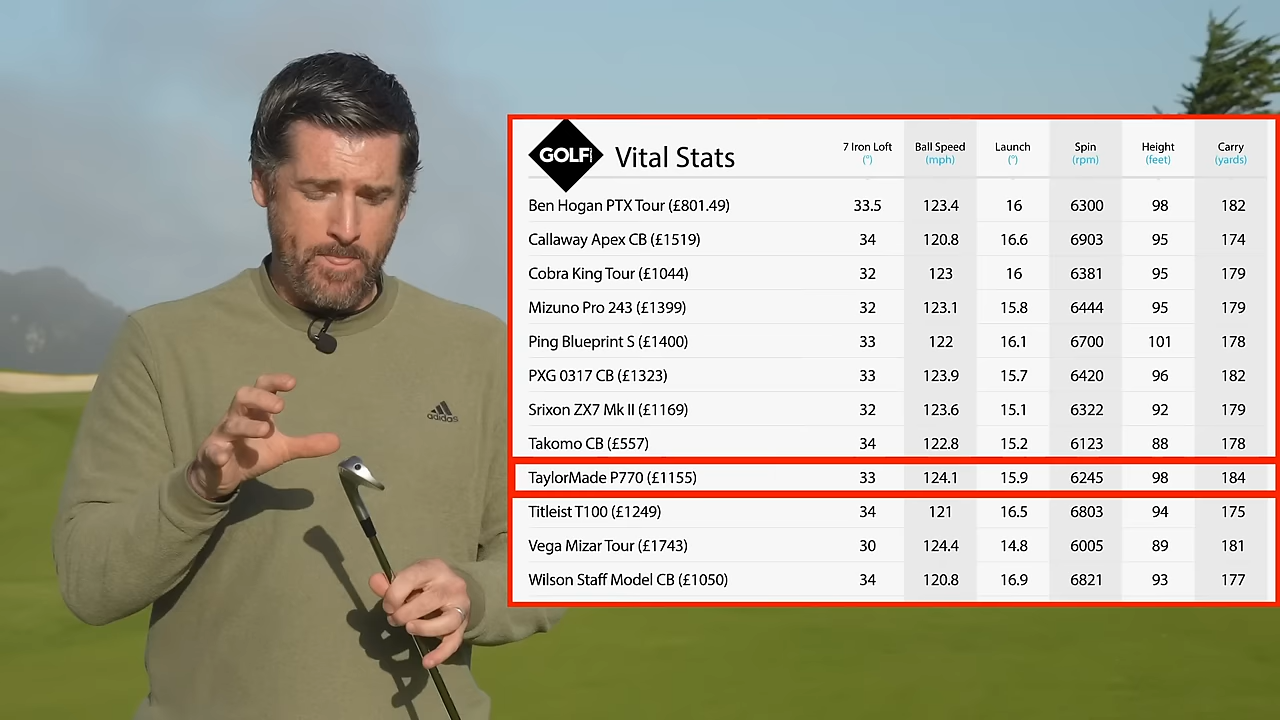 GOLF Vital Stats 7 Iron Loft (°) Ball Speed (mph) Launch (°) Spin (rpm) Height (feet) Carry (yards)
Ben Hogan PTX Tour (£801.49) 33.5 123.4 16 6300 98 182
Callaway Apex CB (£1519) 34 120.8 16.6 6903 95 174
Cobra King Tour (£1044) 32 123 16 6381 95 179
Mizuno Pro 243 (£1399) 32 123.1 15.8 6444 95 179
Ping Blueprint S (£1400) 33 122 16.1 6700 101 178
PXG 0317 CB (£1323) 33 123.9 15.7 6420 96 182
Srixon ZX7 Mk II (£1169) 32 123.6 15.1 6322 92 179
adidas
Takomo CB (£557) 34 122.8 15.2 6123 88 178
TaylorMade P770 (£1155) 33 124.1 15.9 6245 98 184
Titleist T100 (£1249) 34 121 16.5 6803 94 175
Vega Mizar Tour (£1743) 30 124.4 14.8 6005 89 181
Wilson Staff Model CB (£1050) 34 120.8 16.9 6821 93 177